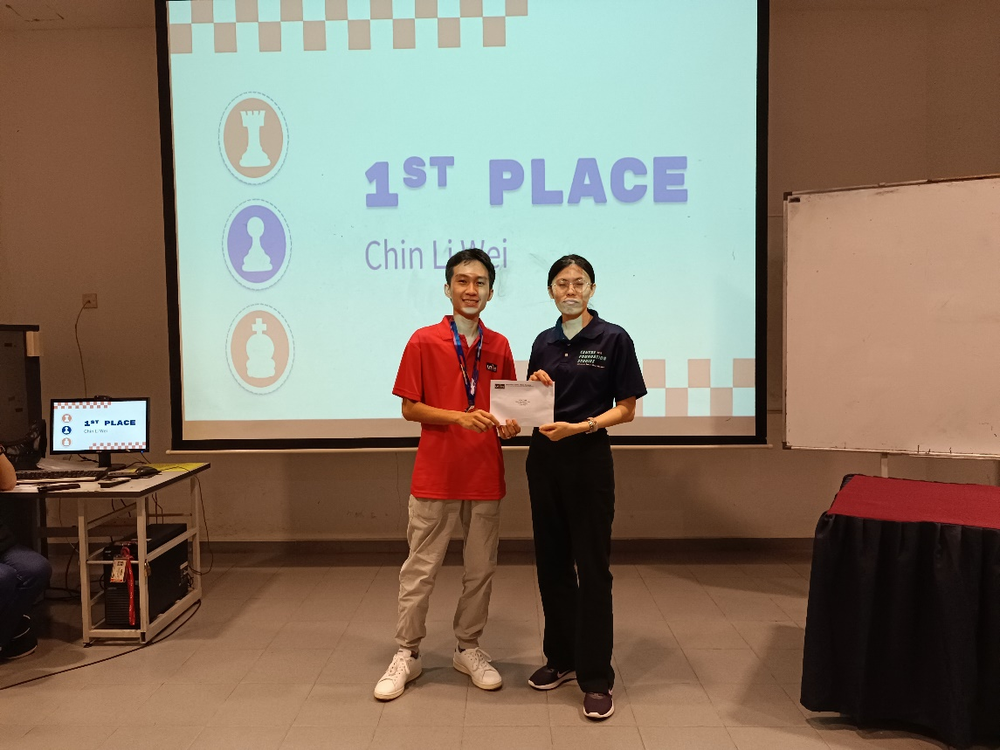 1ST PLACE
Chin Li Wei
1ST PLACE
Chin Li Wei
CENTRE FOR
FOUNDATION
STUDIES